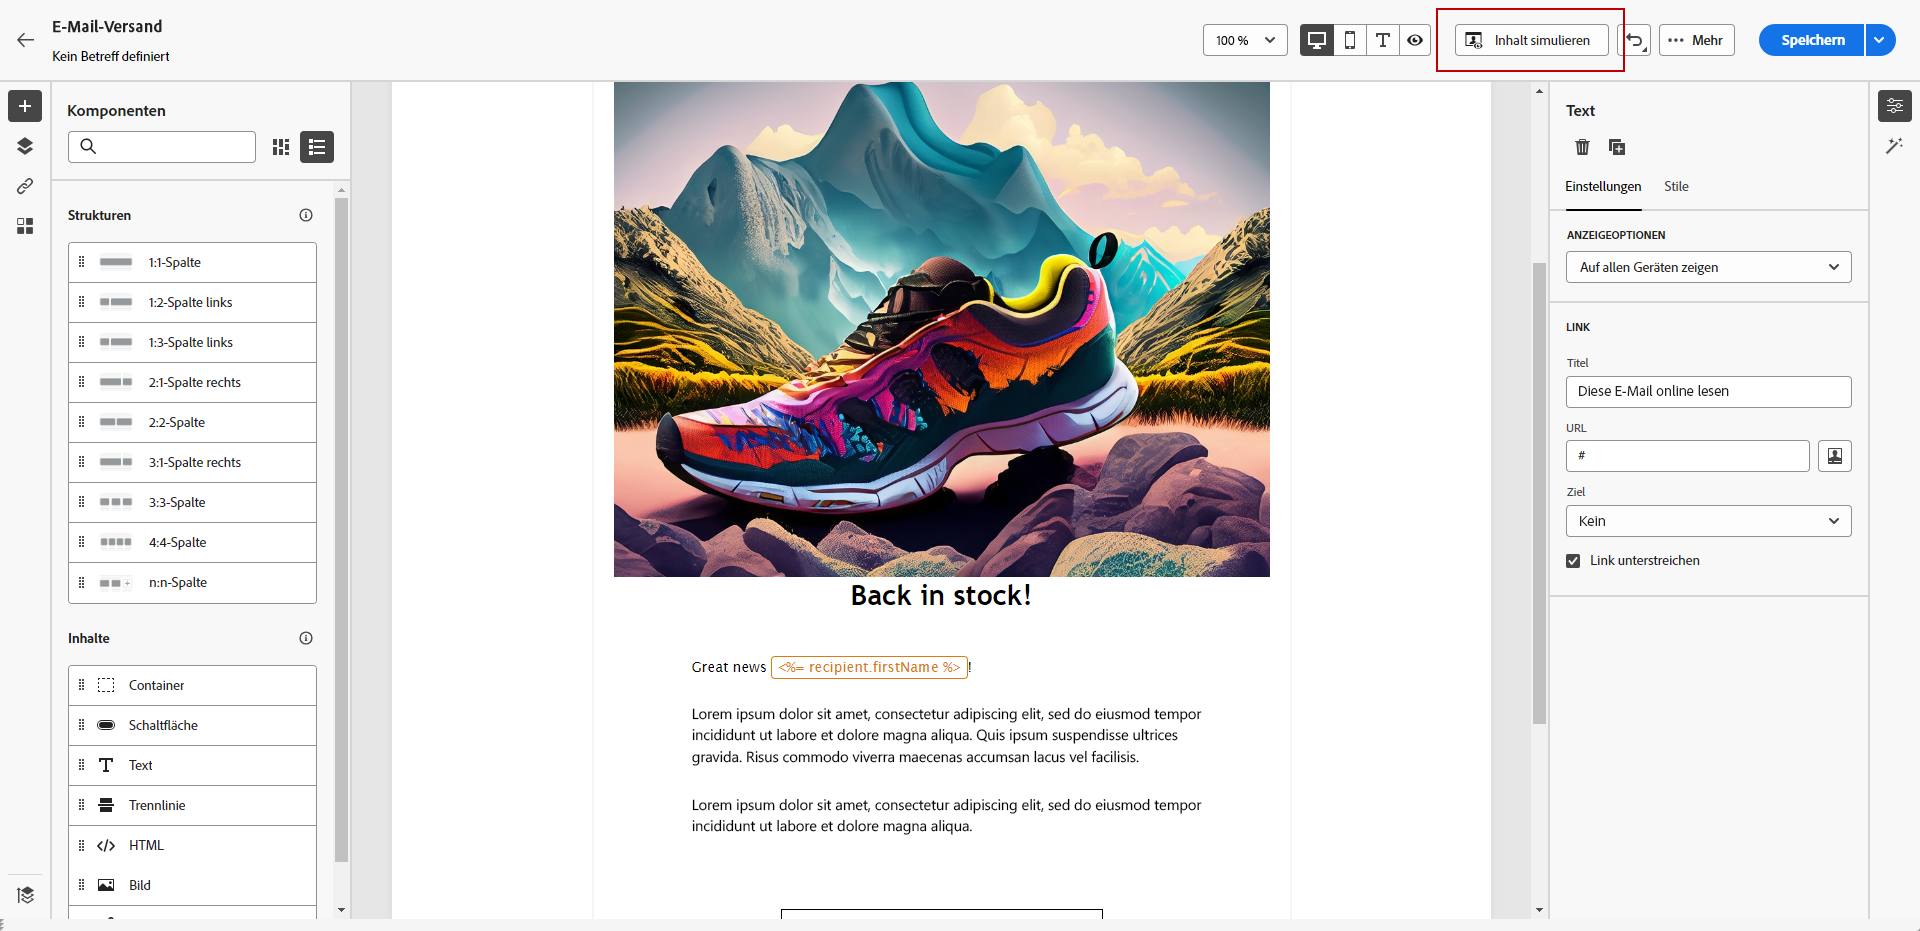 E-Mail-Versand
Kein Betreff definiert
100 %
Inhalt simulieren
Mehr
Speichern
Komponenten
Strukturen
1:1-Spalte
1:2-Spalte links
1:3-Spalte links
2:1-Spalte rechts
2:2-Spalte
3:1-Spalte rechts
3:3-Spalte
4:4-Spalte
n:n-Spalte
Inhalte
Container
Schaltfläche
Text
Trennlinie
HTML
Bild
Back in stock!
Great news <%= recipient.firstName %>!
Lorem ipsum dolor sit amet, consectetur adipiscing elit, sed do eiusmod tempor
incididunt ut labore et dolore magna aliqua. Quis ipsum suspendisse ultrices
gravida. Risus commodo viverra maecenas accumsan lacus vel facilisis.
Lorem ipsum dolor sit amet, consectetur adipiscing elit, sed do eiusmod tempor
incididunt ut labore et dolore magna aliqua.
Text
Einstellungen Stile
ANZEIGEOPTIONEN
Auf allen Geräten zeigen
LINK
Titel
Diese E-Mail online lesen
URL
#
Ziel
Kein
Link unterstreichen